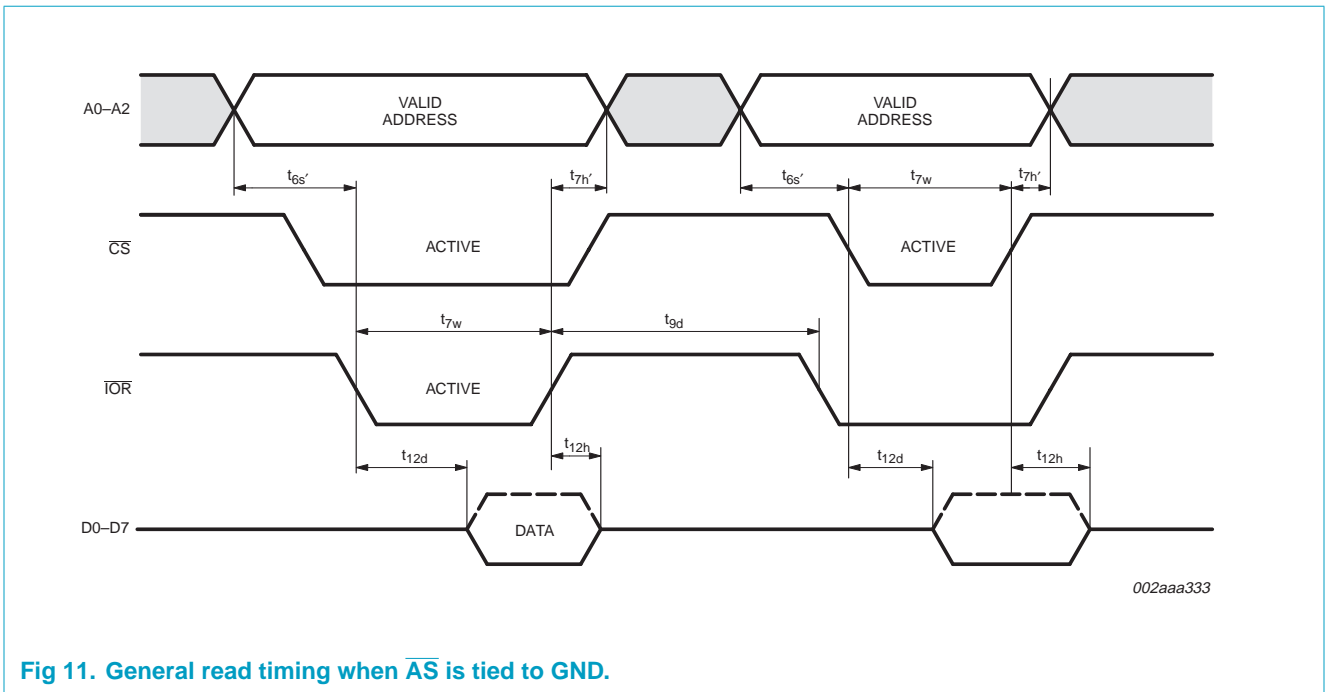 A0–A2
VALID
ADDRESS
VALID
ADDRESS
t6s′
t7h′
t6s′
t7w
t7h′
CS
ACTIVE
ACTIVE
t7w
t9d
IOR
ACTIVE
t12d
t12h
t12d
t12h
D0–D7
DATA
002aaa333
Fig 11. General read timing when AS is tied to GND.